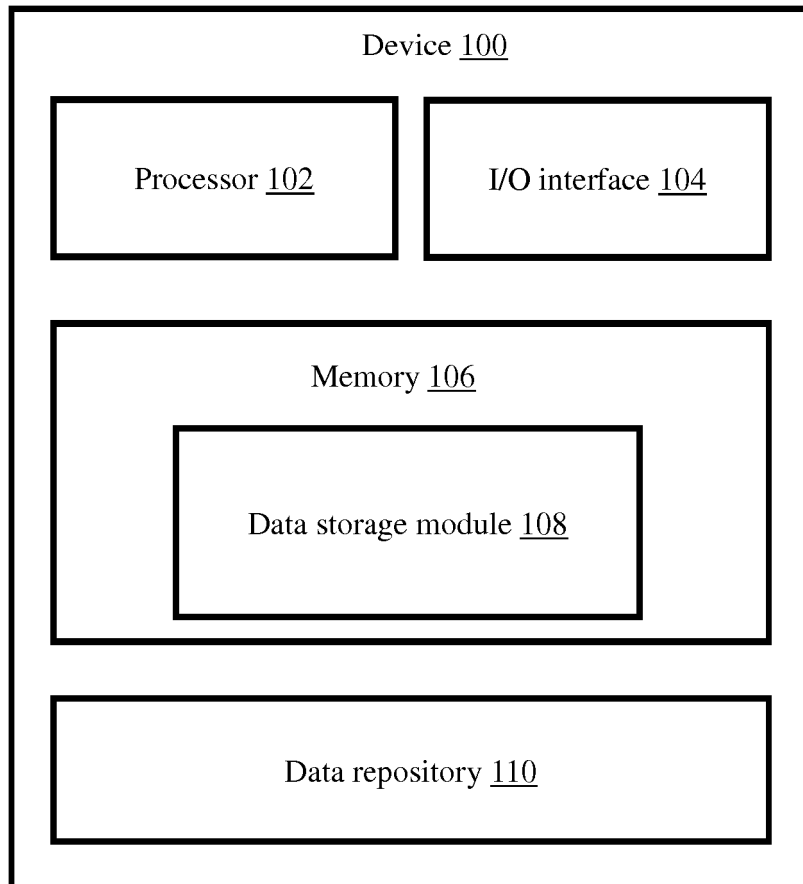 Device 100
Processor 102
I/O interface 104
Memory 106
Data storage module 108
Data repository 110